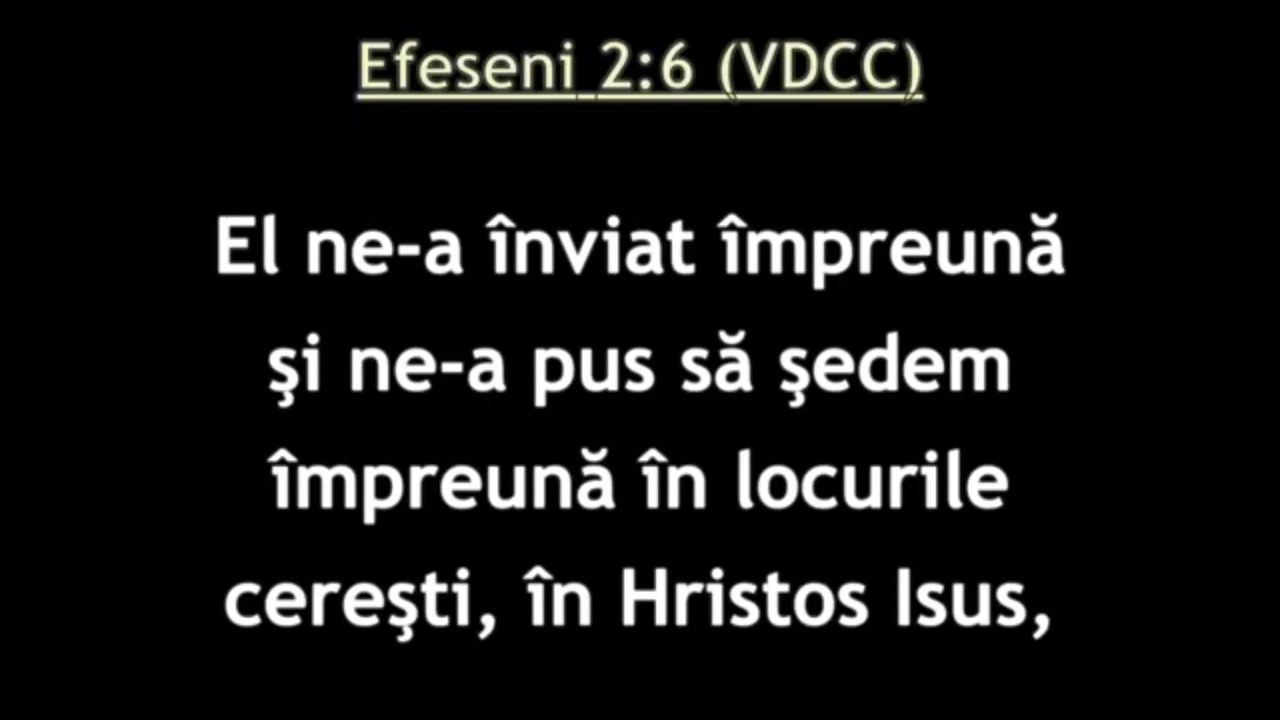 Efeseni 2:6 (VDCC)
El ne-a înviat împreună
şi ne-a pus să şedem
împreună în locurile
cereşti, în Hristos Isus,